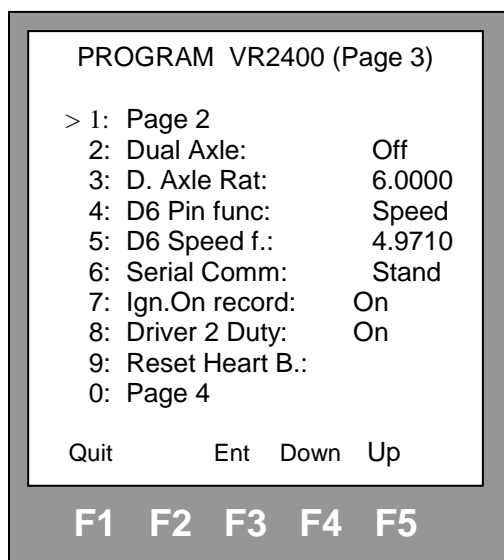 PROGRAM VR2400 (Page 3)
> 1: Page 2
2: Dual Axle: Off
3: D. Axle Rat: 6.0000
4: D6 Pin func: Speed
5: D6 Speed f.: 4.9710
6: Serial Comm: Stand
7: Ign.On record: On
8: Driver 2 Duty: On
9: Reset Heart B.:
0: Page 4
Quit Ent Down Up
F1 F2 F3 F4 F5